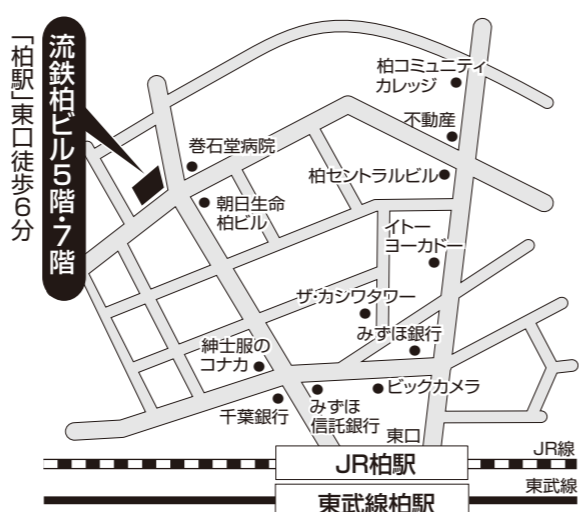 「柏駅」東口徒歩6分
流鉄柏ビル5階・7階
柏コミュニティ
カレッジ
不動産
巻石堂病院
柏セントラルビル
朝日生命
柏ビル
イトー
ヨーカドー
ザ・カシワタワー
みずほ銀行
紳士服の
コナカ
ビックカメラ
千葉銀行
みずほ
信託銀行
東口
JR線
JR柏駅
東武線
東武線柏駅